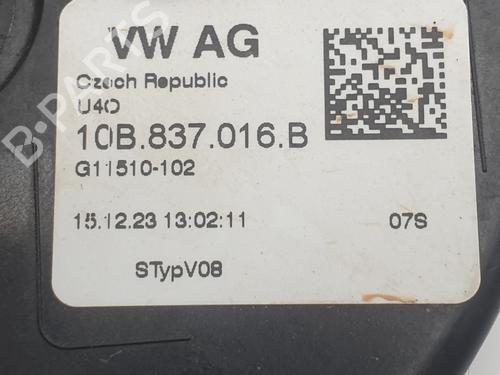 VW AG
Czech Republic
U4O
10B.837.016.B
G11510-102
15.12.23 13:02:11 07S
STypV08
B-PARTS